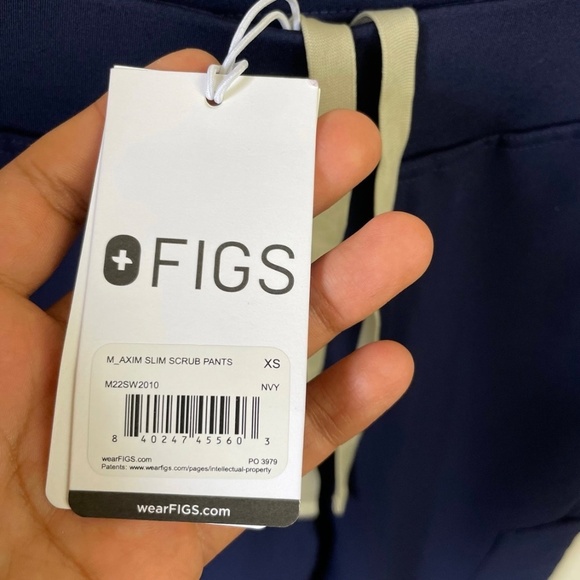 FIGS
M_AXIM SLIM SCRUB PANTS XS
M22SW2010 NVY
8 40247 45560 3
wearFIGS.com PO 3979
Patents: www.wearfigs.com/pages/intellectual-property
wearFIGS.com